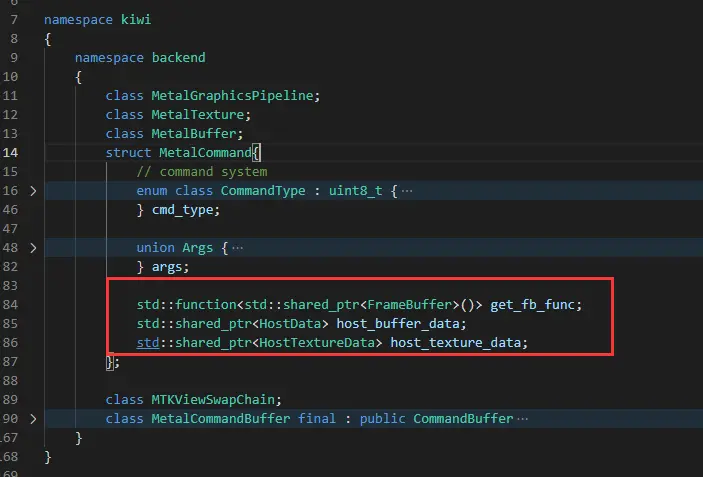 7 namespace kiwi
8 {
9 namespace backend
10 {
11 class MetalGraphicsPipeline;
12 class MetalTexture;
13 class MetalBuffer;
14 struct MetalCommand{
15 // command system
16 enum class CommandType : uint8_t {···
46 } cmd_type;
47
48 union Args {···
82 } args;
83
84 std::function<std::shared_ptr<FrameBuffer>()> get_fb_func;
85 std::shared_ptr<HostData> host_buffer_data;
86 std::shared_ptr<HostTextureData> host_texture_data;
87 };
88
89 class MTKViewSwapChain;
90 class MetalCommandBuffer final : public CommandBuffer···
167 }
168 }